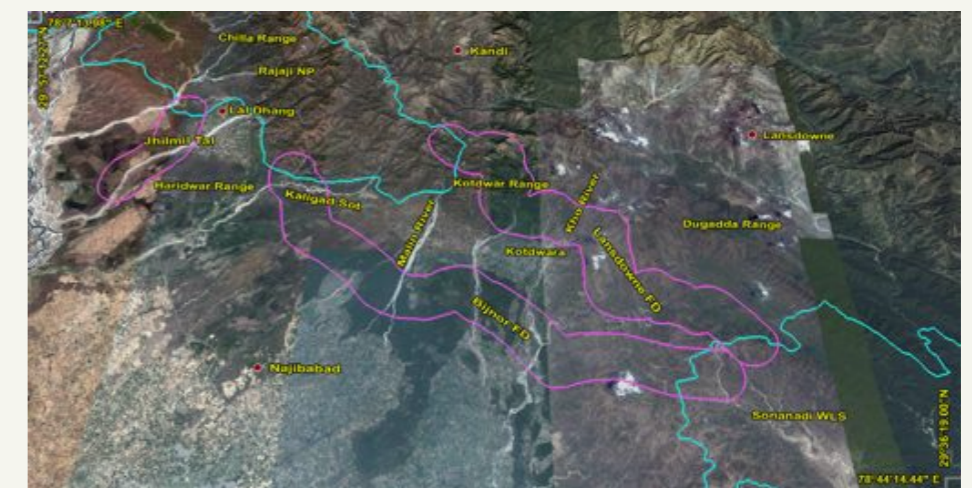 78°7'13.98" E
Chilla Range
Kandi
Rajaji NP
Lal Dhang
Lansdowne
Jhilmil Tal
Haridwar Range
Kotdwar Range
Kaligad Sot
Kho River
Malin River
Dugadda Range
Kotdwara
Lansdowne FD
Bijnor FD
Najibabad
Sonanadi WLS
29°36'19.00"N
78°44'14.44" E